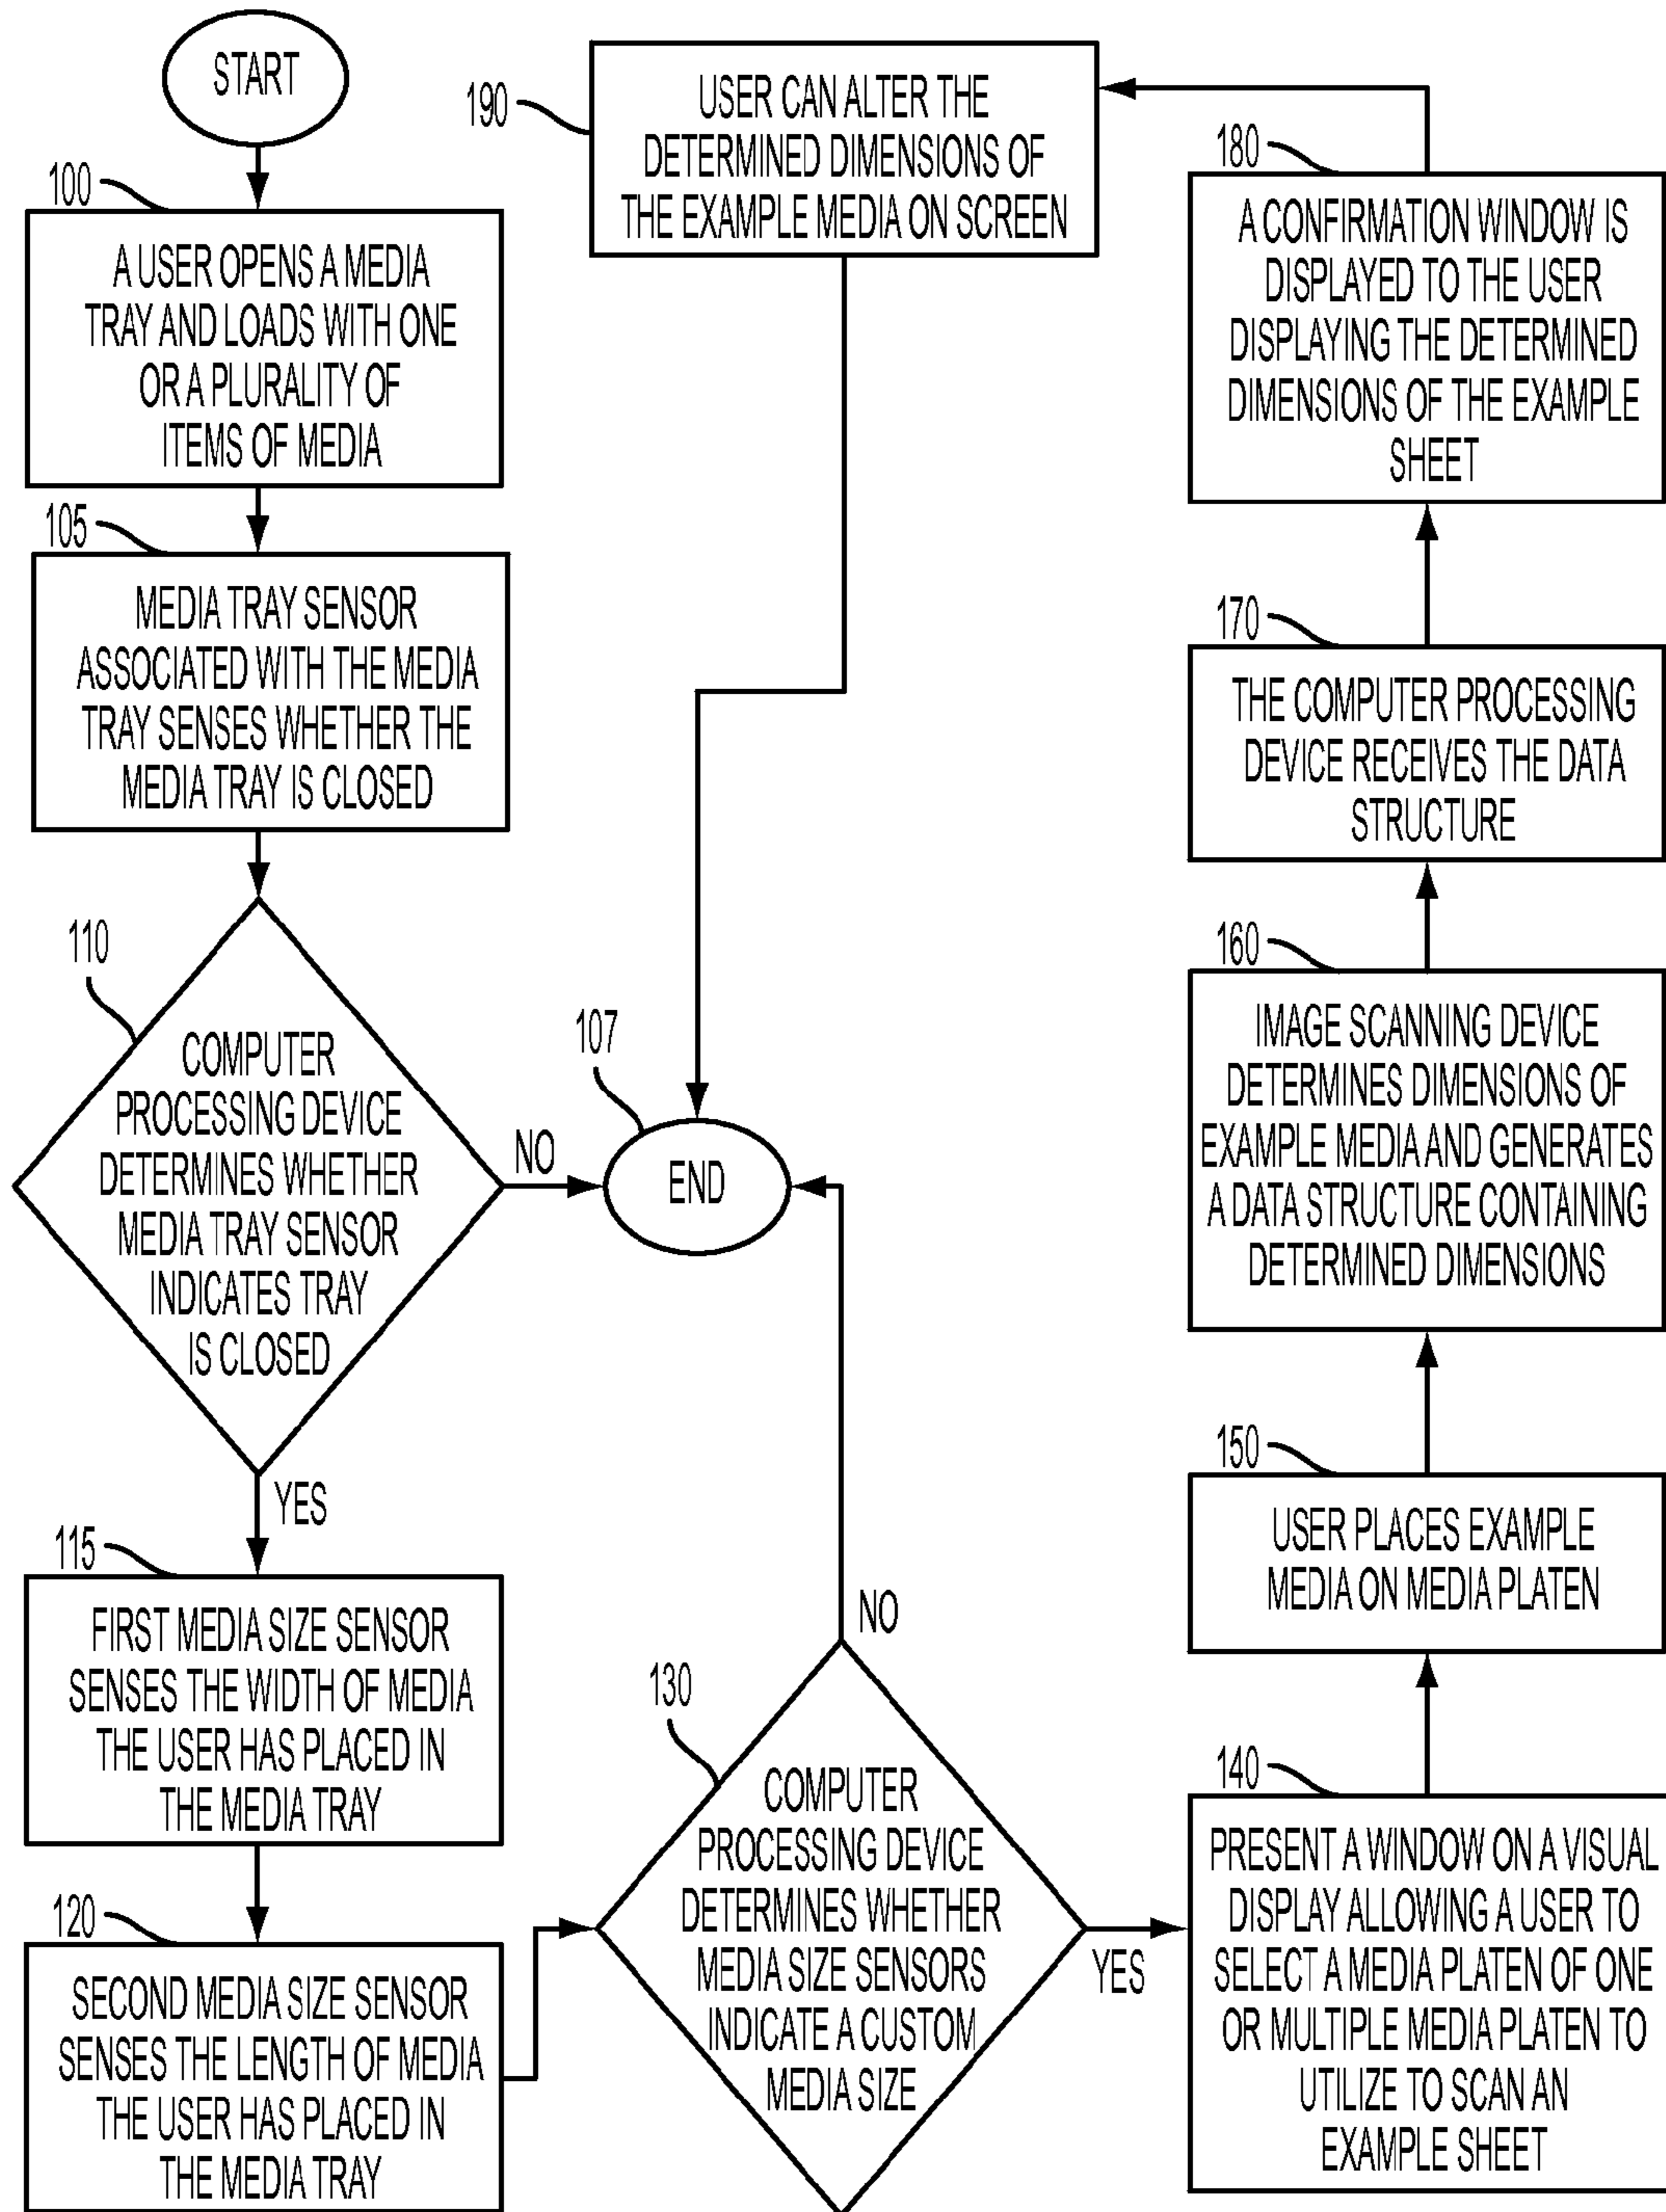 START
100
A USER OPENS A MEDIA
TRAY AND LOADS WITH ONE
OR A PLURALITY OF
ITEMS OF MEDIA
105
MEDIA TRAY SENSOR
ASSOCIATED WITH THE MEDIA
TRAY SENSES WHETHER THE
MEDIA TRAY IS CLOSED
110
COMPUTER
PROCESSING DEVICE
DETERMINES WHETHER
MEDIA TRAY SENSOR
INDICATES TRAY
IS CLOSED
NO
107
END
YES
115
FIRST MEDIA SIZE SENSOR
SENSES THE WIDTH OF MEDIA
THE USER HAS PLACED IN
THE MEDIA TRAY
120
SECOND MEDIA SIZE SENSOR
SENSES THE LENGTH OF MEDIA
THE USER HAS PLACED IN
THE MEDIA TRAY
130
COMPUTER
PROCESSING DEVICE
DETERMINES WHETHER
MEDIA SIZE SENSORS
INDICATE A CUSTOM
MEDIA SIZE
NO
YES
140
PRESENT A WINDOW ON A VISUAL
DISPLAY ALLOWING A USER TO
SELECT A MEDIA PLATEN OF ONE
OR MULTIPLE MEDIA PLATEN TO
UTILIZE TO SCAN AN
EXAMPLE SHEET
150
USER PLACES EXAMPLE
MEDIA ON MEDIA PLATEN
160
IMAGE SCANNING DEVICE
DETERMINES DIMENSIONS OF
EXAMPLE MEDIA AND GENERATES
A DATA STRUCTURE CONTAINING
DETERMINED DIMENSIONS
170
THE COMPUTER PROCESSING
DEVICE RECEIVES THE DATA
STRUCTURE
180
A CONFIRMATION WINDOW IS
DISPLAYED TO THE USER
DISPLAYING THE DETERMINED
DIMENSIONS OF THE EXAMPLE
SHEET
190
USER CAN ALTER THE
DETERMINED DIMENSIONS OF
THE EXAMPLE MEDIA ON SCREEN